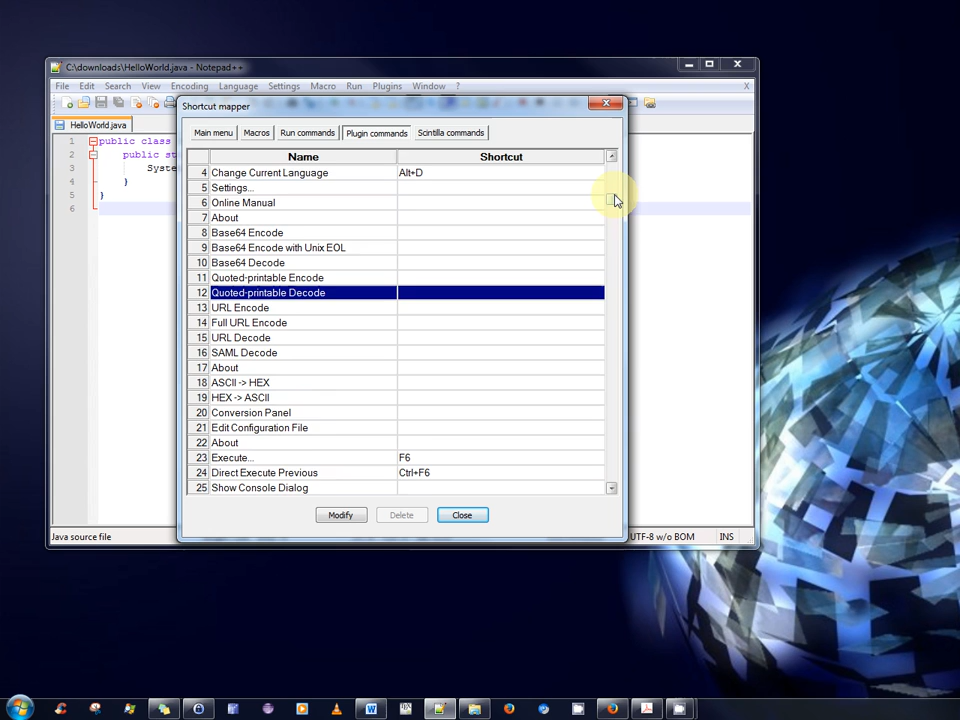 C:\downloads\HelloWorld.java - Notepad++
File Edit Search View Encoding Language Settings Macro Run Plugins Window ? X
Shortcut mapper
HelloWorld.java
Main menu Macros Run commands Plugin commands Scintilla commands
1 public class
2 public st
3 Syste
4 }
5 }
6
Name Shortcut
4 Change Current Language Alt+D
5 Settings...
6 Online Manual
7 About
8 Base64 Encode
9 Base64 Encode with Unix EOL
10 Base64 Decode
11 Quoted-printable Encode
12 Quoted-printable Decode
13 URL Encode
14 Full URL Encode
15 URL Decode
16 SAML Decode
17 About
18 ASCII -> HEX
19 HEX -> ASCII
20 Conversion Panel
21 Edit Configuration File
22 About
23 Execute... F6
24 Direct Execute Previous Ctrl+F6
25 Show Console Dialog
Modify Delete Close
Java source file UTF-8 w/o BOM INS